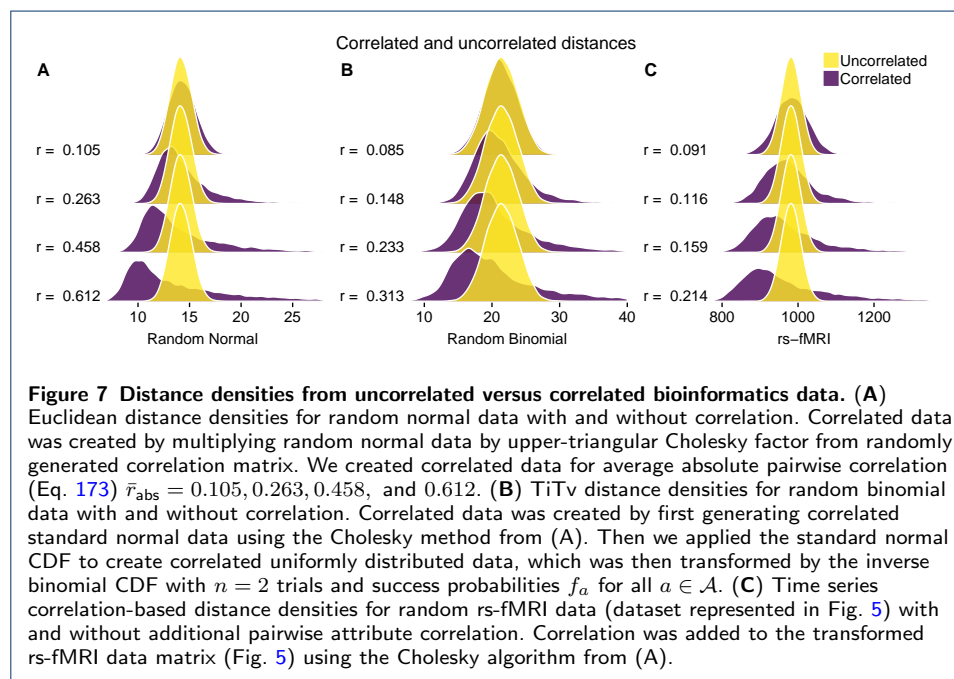 Correlated and uncorrelated distances
A
B
C
Uncorrelated
Correlated
r = 0.105
r = 0.263
r = 0.458
r = 0.612
10 15 20 25
Random Normal
r = 0.085
r = 0.148
r = 0.233
r = 0.313
10 20 30 40
Random Binomial
r = 0.091
r = 0.116
r = 0.159
r = 0.214
800 1000 1200
rs−fMRI
Figure 7 Distance densities from uncorrelated versus correlated bioinformatics data. (A)
Euclidean distance densities for random normal data with and without correlation. Correlated data
was created by multiplying random normal data by upper-triangular Cholesky factor from randomly
generated correlation matrix. We created correlated data for average absolute pairwise correlation
(Eq. 173) r̄abs = 0.105, 0.263, 0.458, and 0.612. (B) TiTv distance densities for random binomial
data with and without correlation. Correlated data was created by first generating correlated
standard normal data using the Cholesky method from (A). Then we applied the standard normal
CDF to create correlated uniformly distributed data, which was then transformed by the inverse
binomial CDF with n = 2 trials and success probabilities fₐ for all a ∈ 𝒜. (C) Time series
correlation-based distance densities for random rs-fMRI data (dataset represented in Fig. 5) with
and without additional pairwise attribute correlation. Correlation was added to the transformed
rs-fMRI data matrix (Fig. 5) using the Cholesky algorithm from (A).